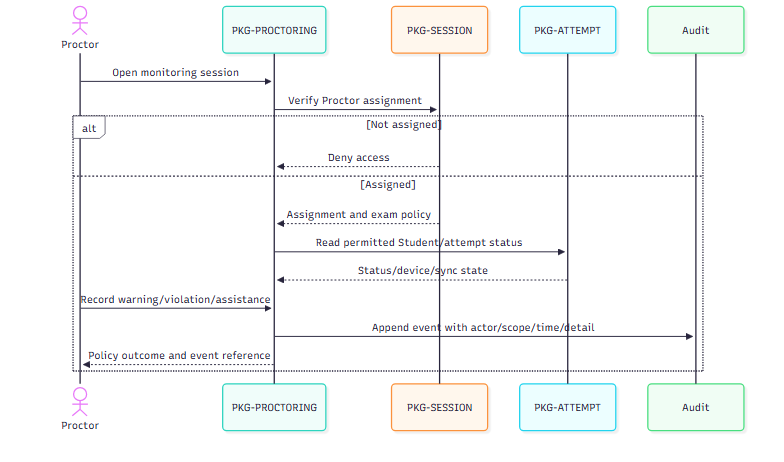 Proctor
PKG-PROCTORING
PKG-SESSION
PKG-ATTEMPT
Audit
Open monitoring session
Verify Proctor assignment
alt
[Not assigned]
Deny access
[Assigned]
Assignment and exam policy
Read permitted Student/attempt status
Status/device/sync state
Record warning/violation/assistance
Append event with actor/scope/time/detail
Policy outcome and event reference
Proctor
PKG-PROCTORING
PKG-SESSION
PKG-ATTEMPT
Audit